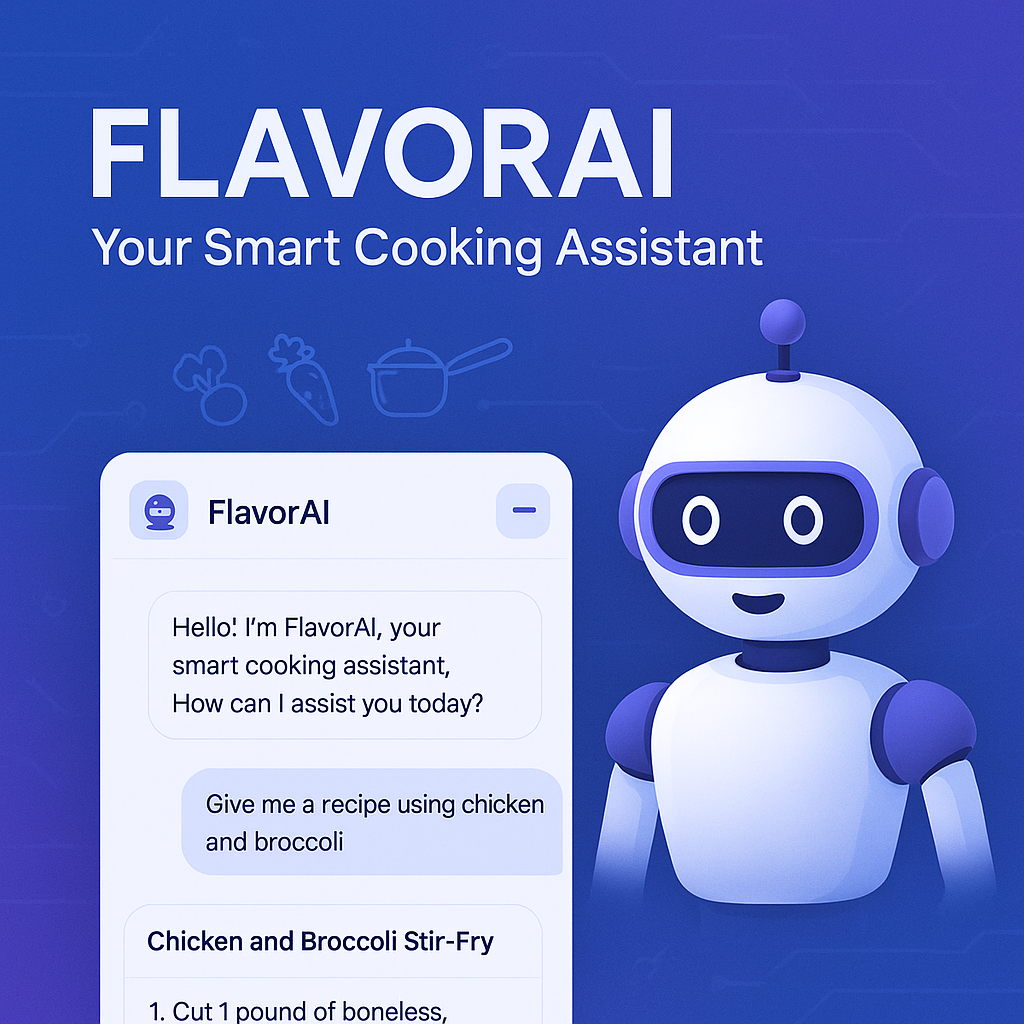 FLAVORAI
Your Smart Cooking Assistant
FlavorAI
Hello! I'm FlavorAI, your
smart cooking assistant,
How can I assist you today?
Give me a recipe using chicken
and broccoli
Chicken and Broccoli Stir-Fry
1. Cut 1 pound of boneless,